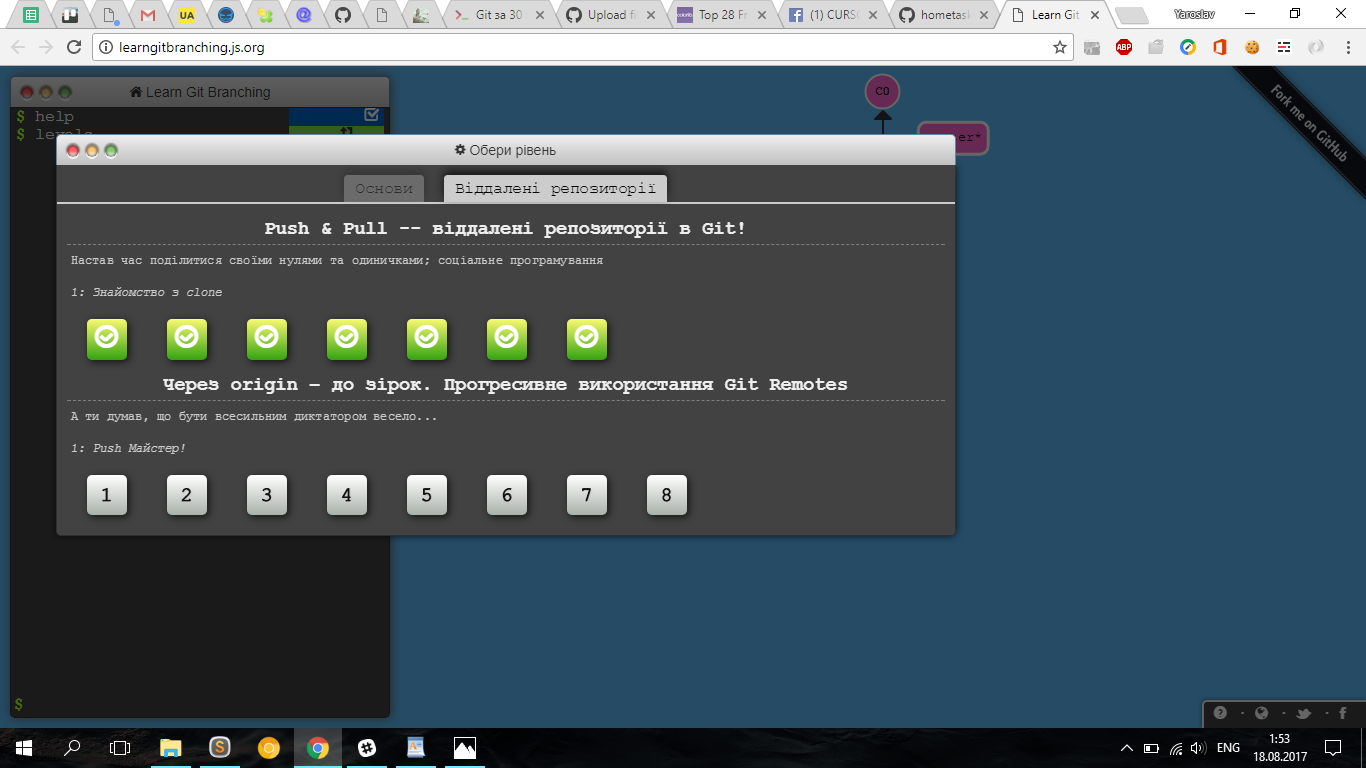 UA
Git за 30
Upload fi
colorlib
Top 28 Fr
(1) CURSO
hometask
Learn Git
Yaroslav
learngitbranching.js.org
ABP
Learn Git Branching
C0
Fork me on GitHub
$ help
$ levels
Обери рівень
Основи
Віддалені репозиторії
Push & Pull -- віддалені репозиторії в Git!
Настав час поділитися своїми нулями та одиничками; соціальне програмування
1: Знайомство з clone
Через origin – до зірок. Прогресивне використання Git Remotes
А ти думав, що бути всесильним диктатором весело...
1: Push Майстер!
1 2 3 4 5 6 7 8
$
ENG
1:53
18.08.2017